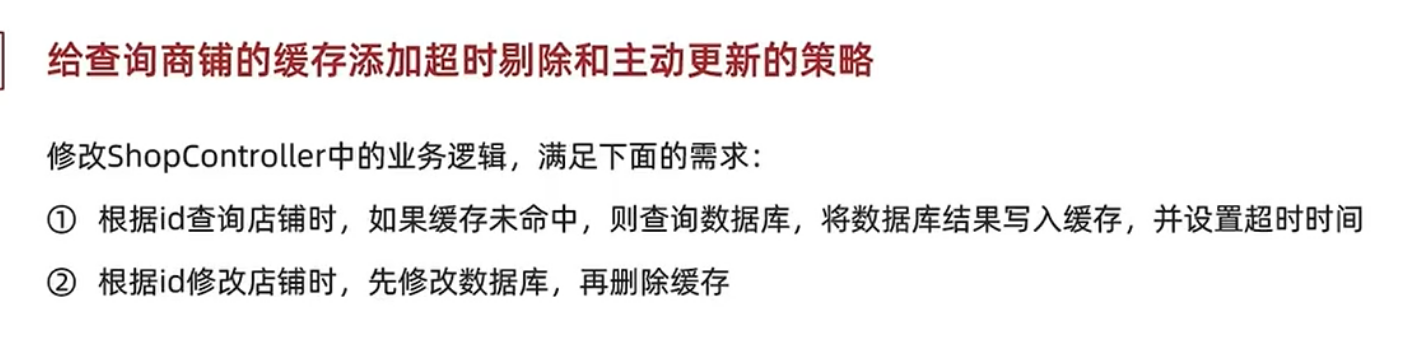 给查询商铺的缓存添加超时剔除和主动更新的策略
修改ShopController中的业务逻辑，满足下面的需求：
① 根据id查询店铺时，如果缓存未命中，则查询数据库，将数据库结果写入缓存，并设置超时时间
② 根据id修改店铺时，先修改数据库，再删除缓存